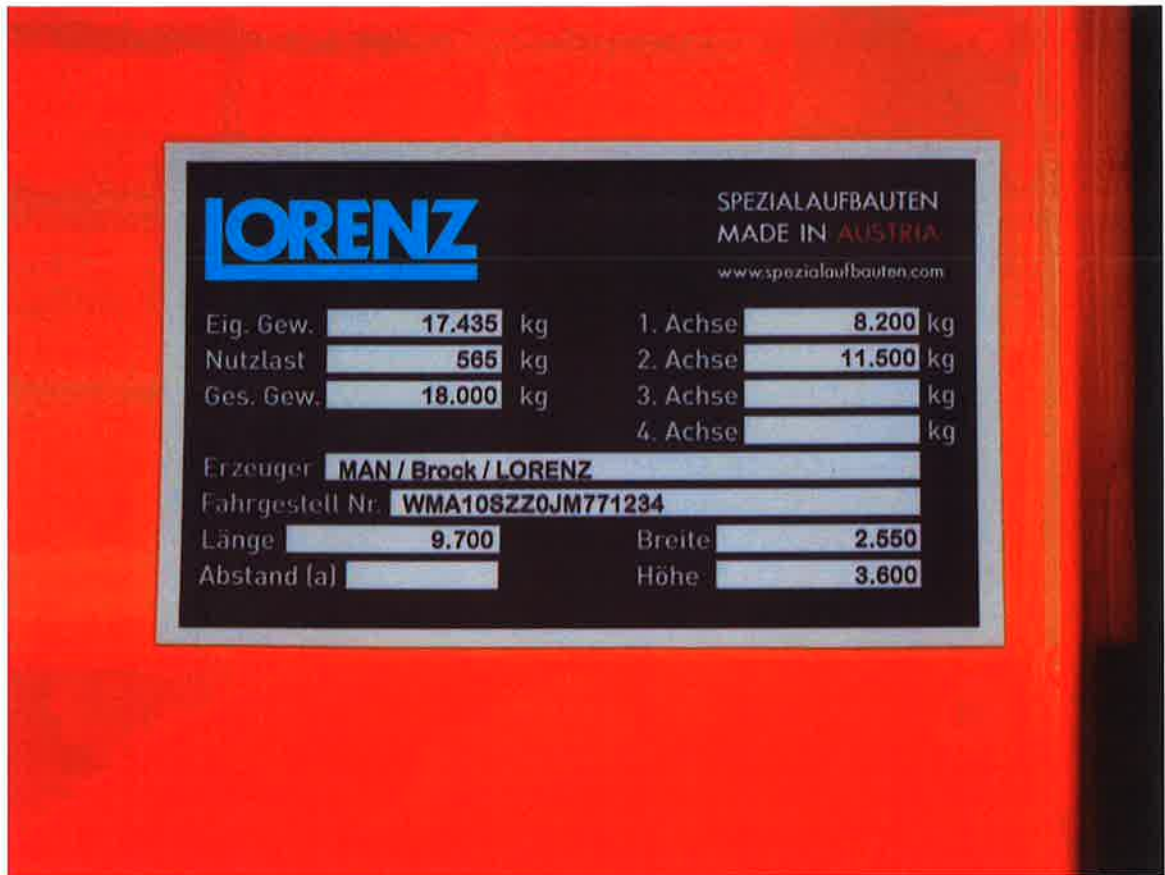 LORENZ
SPEZIALAUFBAUTEN
MADE IN AUSTRIA
www.spezialaufbauten.com
Eig. Gew. 17.435 kg 1. Achse 8.200 kg
Nutzlast 565 kg 2. Achse 11.500 kg
Ges. Gew. 18.000 kg 3. Achse kg
4. Achse kg
Erzeuger MAN / Brock / LORENZ
Fahrgestell Nr. WMA10SZZ0JM771234
Länge 9.700 Breite 2.550
Abstand (a) Höhe 3.600